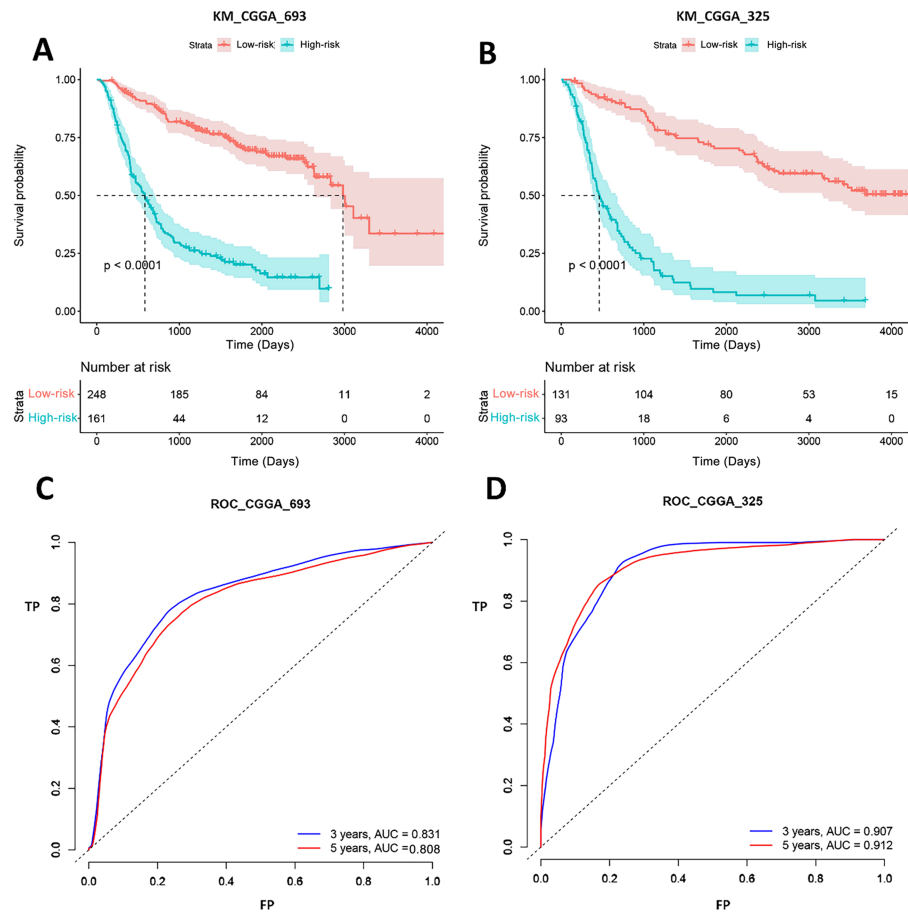 KM_CGGA_693
A
Strata Low-risk High-risk
1.00
0.75
0.50
0.25
0.00
Survival probability
p < 0.0001
0 1000 2000 3000 4000
Time (Days)
Number at risk
Strata
Low-risk 248 185 84 11 2
High-risk 161 44 12 0 0
0 1000 2000 3000 4000
Time (Days)
KM_CGGA_325
B
Strata Low-risk High-risk
1.00
0.75
0.50
0.25
0.00
Survival probability
p < 0.0001
0 1000 2000 3000 4000
Time (Days)
Number at risk
Strata
Low-risk 131 104 80 53 15
High-risk 93 18 6 4 0
0 1000 2000 3000 4000
Time (Days)
C
ROC_CGGA_693
TP
1.0
0.8
0.6
0.4
0.2
0.0
3 years, AUC = 0.831
5 years, AUC = 0.808
0.0 0.2 0.4 0.6 0.8 1.0
FP
D
ROC_CGGA_325
TP
1.0
0.8
0.6
0.4
0.2
0.0
3 years, AUC = 0.907
5 years, AUC = 0.912
0.0 0.2 0.4 0.6 0.8 1.0
FP